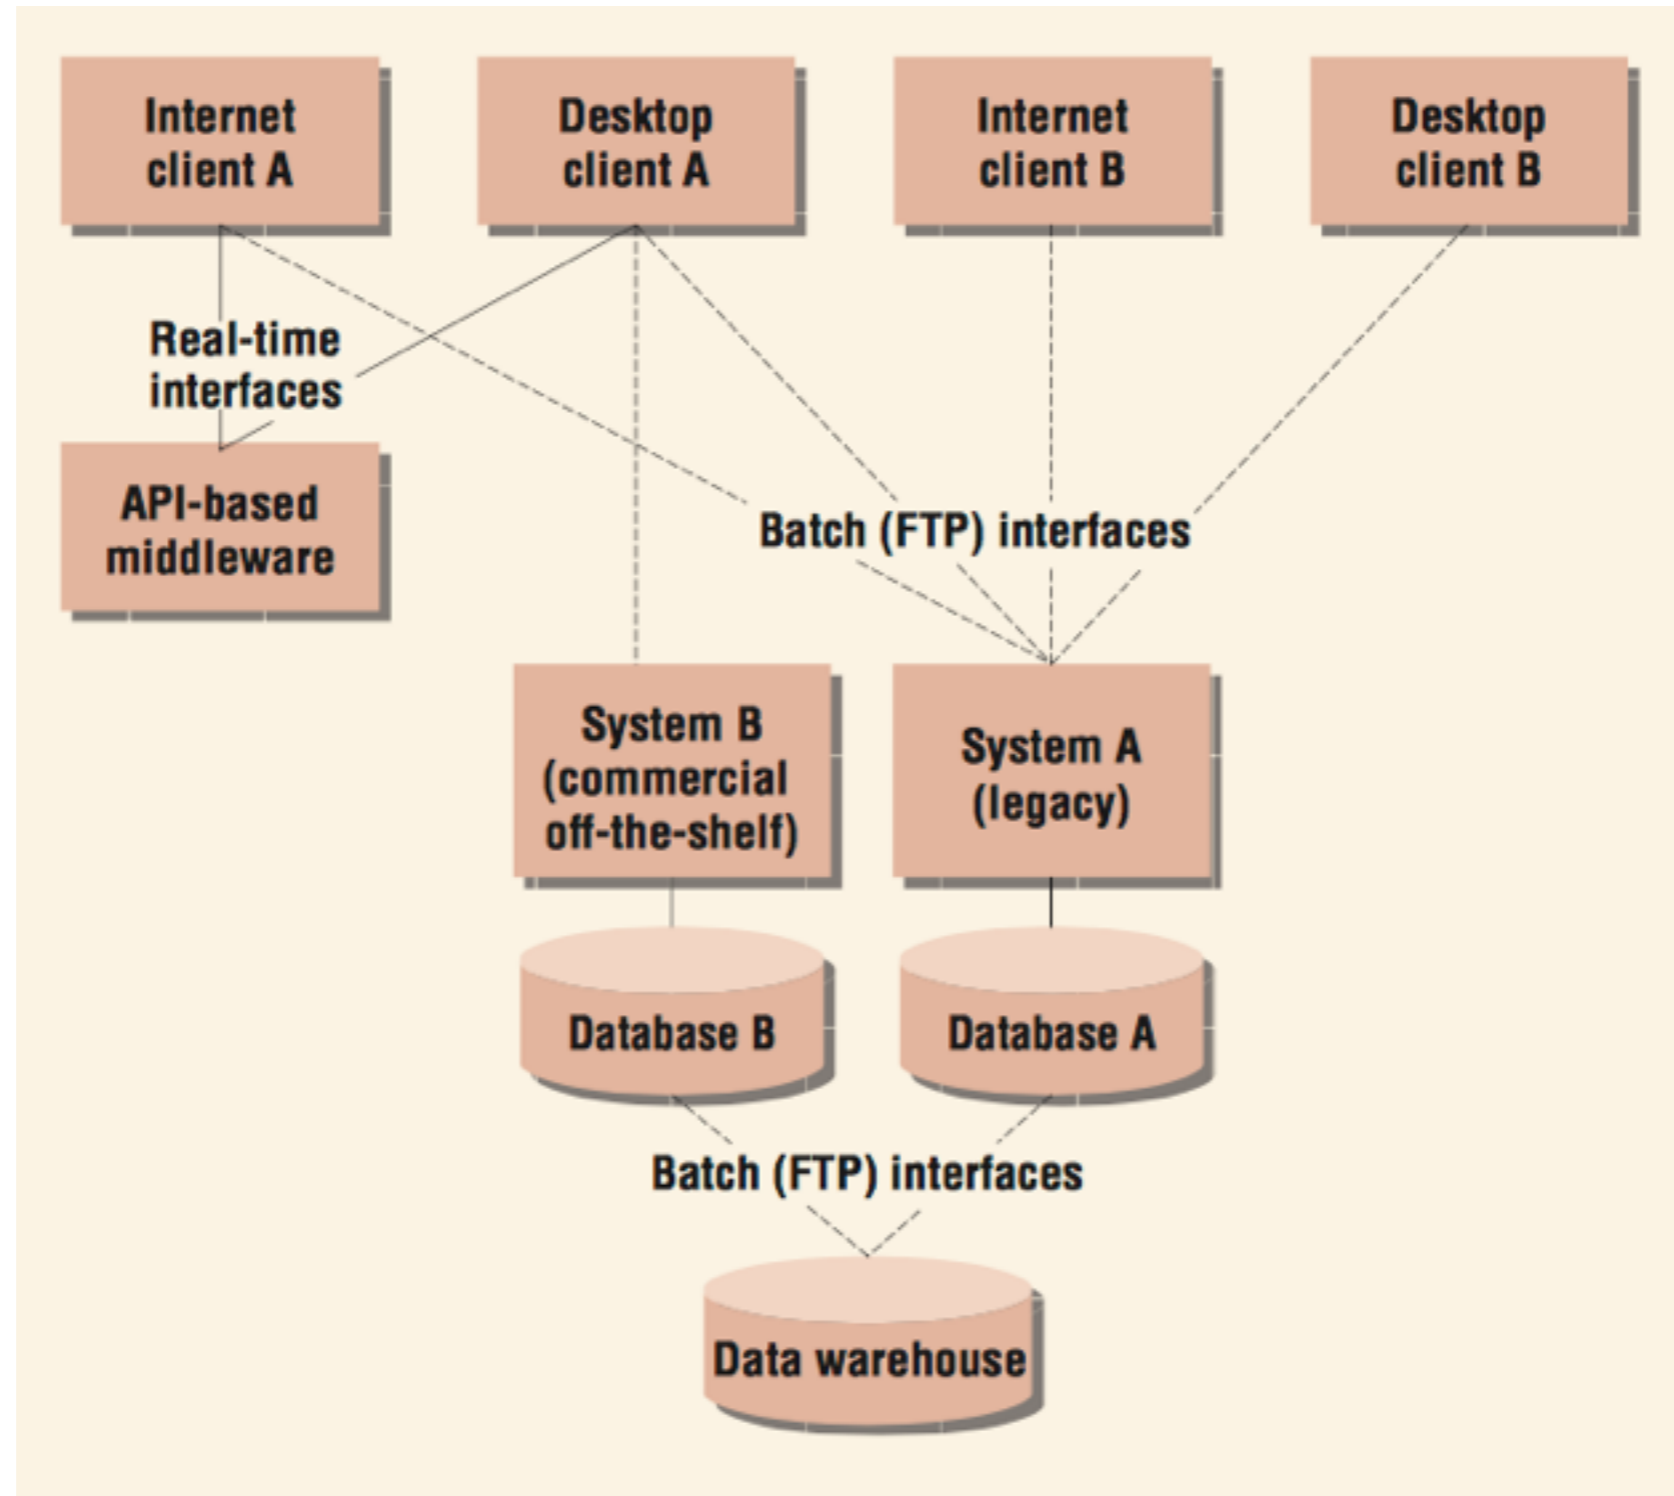 Internet
client A
Desktop
client A
Internet
client B
Desktop
client B
Real-time
interfaces
API-based
middleware
Batch (FTP) interfaces
System B
(commercial
off-the-shelf)
System A
(legacy)
Database B
Database A
Batch (FTP) interfaces
Data warehouse